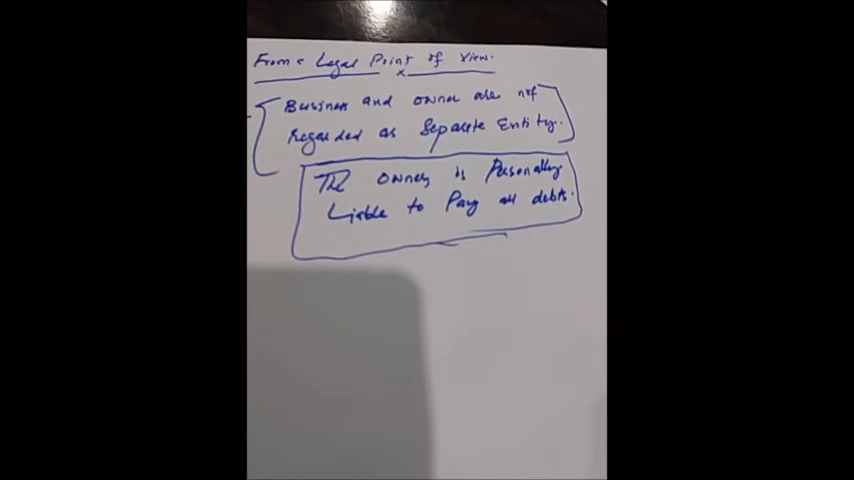 From a Legal Point of View.
Business and owner are not
Regarded as Separate Entity.
The owner is Personally
Liable to Pay all debts.